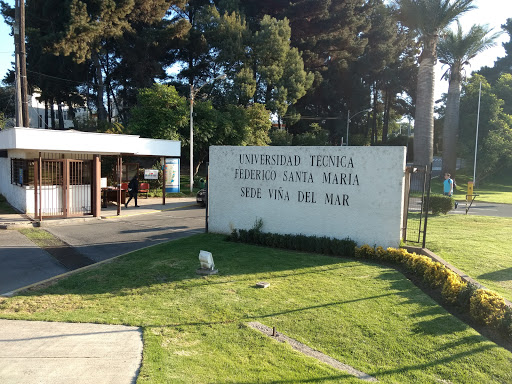 UNIVERSIDAD TÉCNICA
FEDERICO SANTA MARÍA
SEDE VIÑA DEL MAR